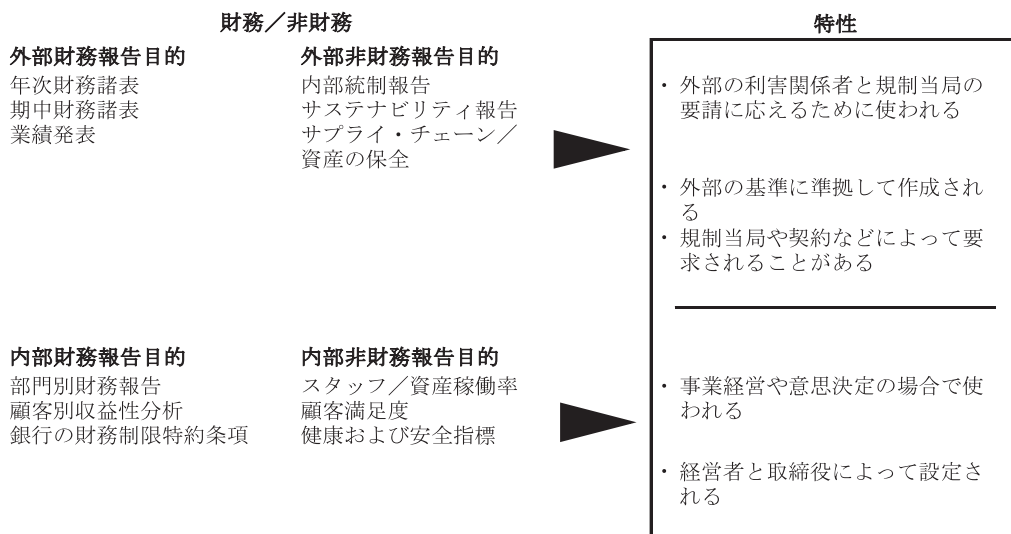 財務／非財務
特性
外部財務報告目的
年次財務諸表
期中財務諸表
業績発表
外部非財務報告目的
内部統制報告
サステナビリティ報告
サプライ・チェーン／
資産の保全
・ 外部の利害関係者と規制当局の
要請に応えるために使われる
・ 外部の基準に準拠して作成され
る
・ 規制当局や契約などによって要
求されることがある
内部財務報告目的
部門別財務報告
顧客別収益性分析
銀行の財務制限特約条項
内部非財務報告目的
スタッフ／資産稼働率
顧客満足度
健康および安全指標
・ 事業経営や意思決定の場合で使
われる
・ 経営者と取締役によって設定さ
れる